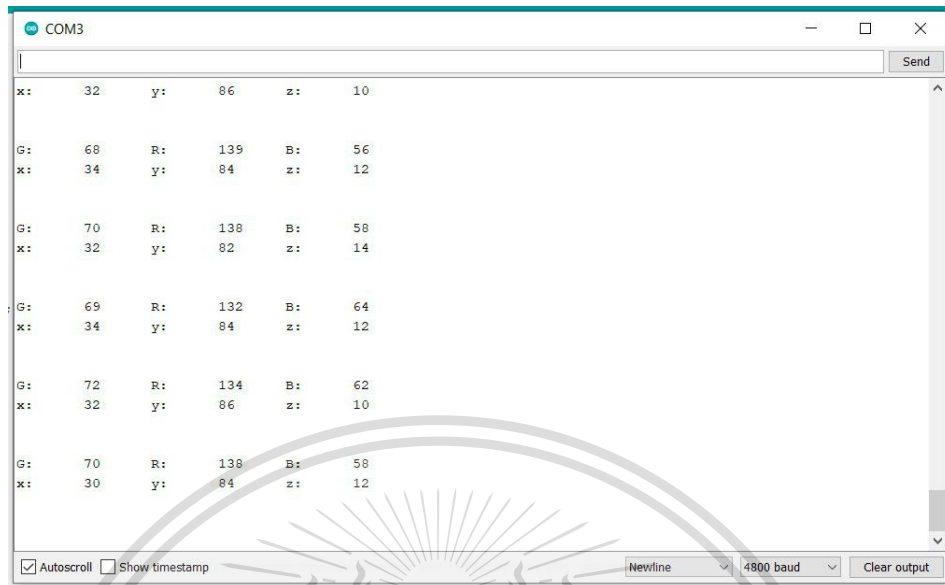 COM3
Send
x: 32 y: 86 z: 10
G: 68 R: 139 B: 56
x: 34 y: 84 z: 12
G: 70 R: 138 B: 58
x: 32 y: 82 z: 14
G: 69 R: 132 B: 64
x: 34 y: 84 z: 12
G: 72 R: 134 B: 62
x: 32 y: 86 z: 10
G: 70 R: 138 B: 58
x: 30 y: 84 z: 12
Autoscroll Show timestamp Newline 4800 baud Clear output